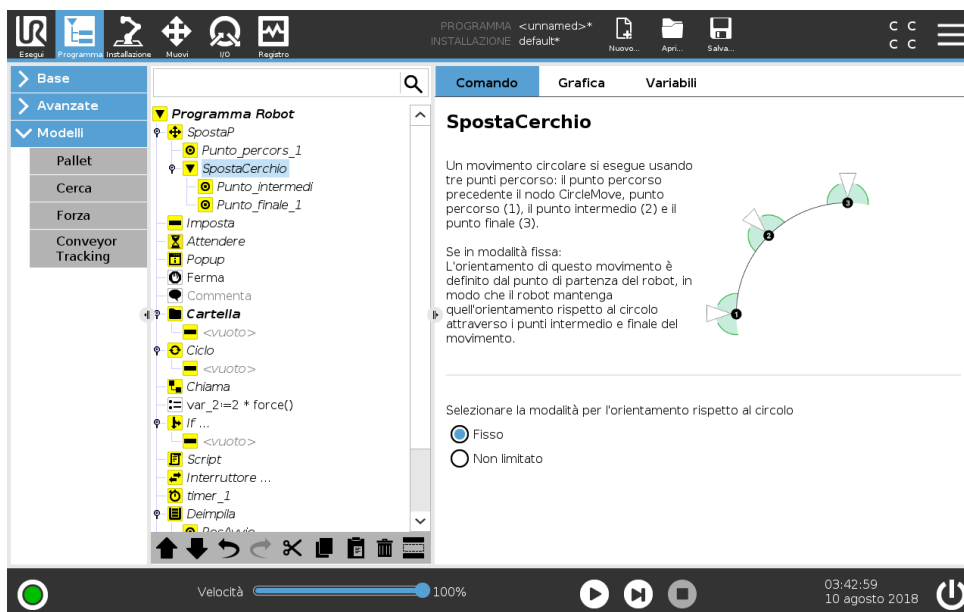 PROGRAMMA <unnamed>*
INSTALLAZIONE default*
Esegui
Programma
Installazione
Muovi
I/O
Registro
Nuovo...
Apri...
Salva...
C C
C C
Base
Avanzate
Modelli
Pallet
Cerca
Forza
Conveyor
Tracking
Programma Robot
SpostaP
Punto_percors_1
SpostaCerchio
Punto_intermedi
Punto_finale_1
Imposta
Attendere
Popup
Ferma
Commenta
Cartella
<vuoto>
Ciclo
<vuoto>
Chiama
var_2:=2 * force()
If ...
<vuoto>
Script
Interruttore ...
timer_1
Deimpila
PosAvvio
Comando
Grafica
Variabili
SpostaCerchio
Un movimento circolare si esegue usando
tre punti percorso: il punto percorso
precedente il nodo CircleMove, punto
percorso (1), il punto intermedio (2) e il
punto finale (3).
Se in modalità fissa:
L'orientamento di questo movimento è
definito dal punto di partenza del robot, in
modo che il robot mantenga
quell'orientamento rispetto al circolo
attraverso i punti intermedio e finale del
movimento.
3
2
1
Selezionare la modalità per l'orientamento rispetto al circolo
Fisso
Non limitato
Velocità
100%
03:42:59
10 agosto 2018